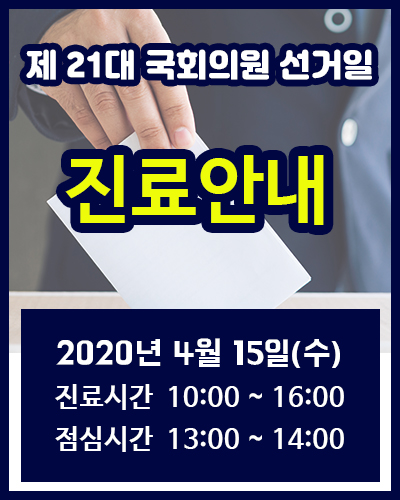 제 21대 국회의원 선거일
진료안내
2020년 4월 15일(수)
진료시간 10:00 ~ 16:00
점심시간 13:00 ~ 14:00